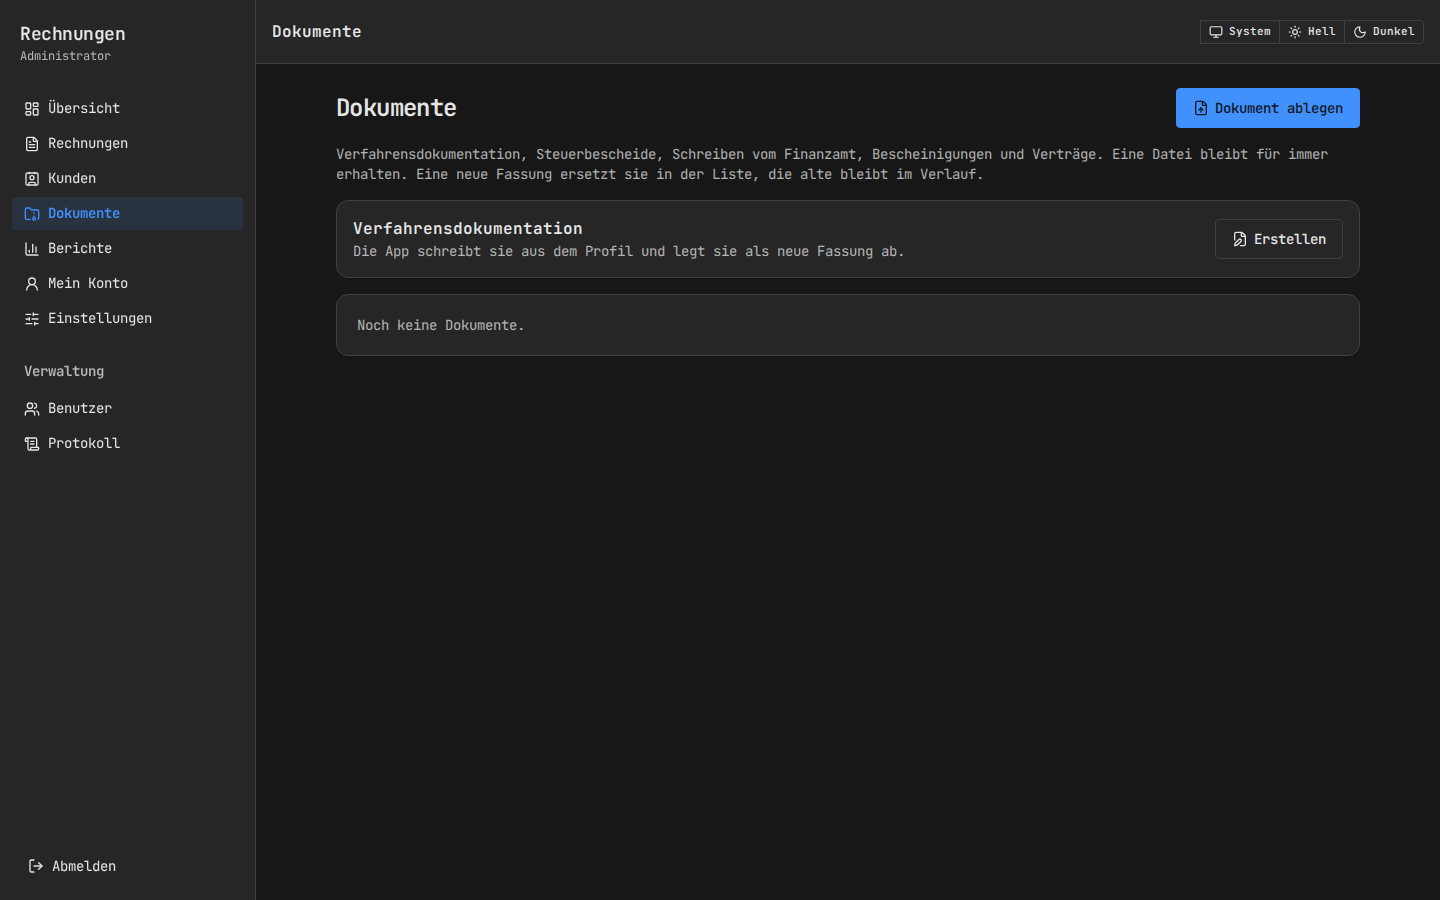 Rechnungen
Administrator
Übersicht
Rechnungen
Kunden
Dokumente
Berichte
Mein Konto
Einstellungen
Verwaltung
Benutzer
Protokoll
Abmelden
Dokumente
System
Hell
Dunkel
Dokumente
Dokument ablegen
Verfahrensdokumentation, Steuerbescheide, Schreiben vom Finanzamt, Bescheinigungen und Verträge. Eine Datei bleibt für immer
erhalten. Eine neue Fassung ersetzt sie in der Liste, die alte bleibt im Verlauf.
Verfahrensdokumentation
Die App schreibt sie aus dem Profil und legt sie als neue Fassung ab.
Erstellen
Noch keine Dokumente.